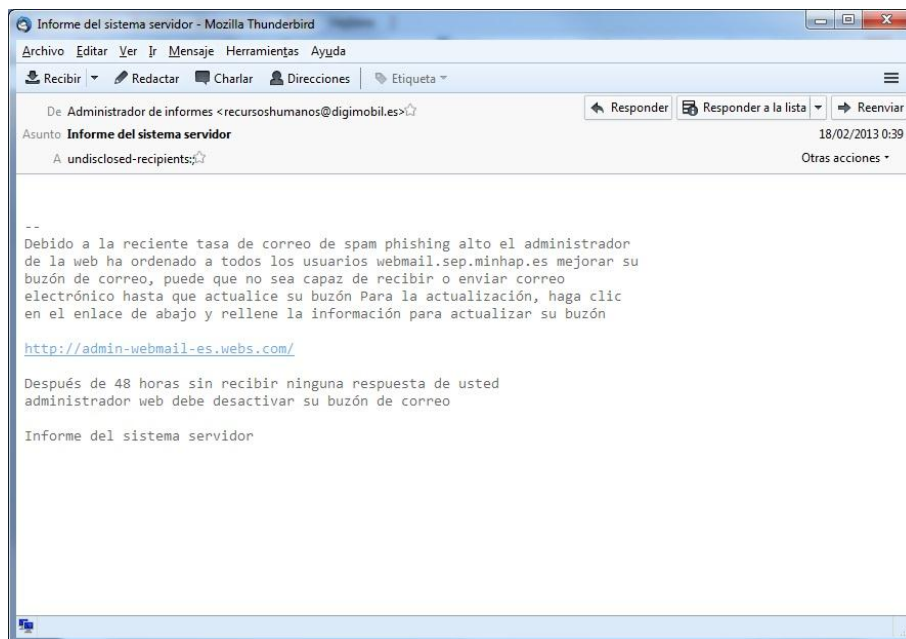 Informe del sistema servidor - Mozilla Thunderbird
Archivo Editar Ver Ir Mensaje Herramientas Ayuda
Recibir Redactar Charlar Direcciones Etiqueta
De Administrador de informes <recursoshumanos@digimobil.es>
Responder Responder a la lista Reenviar
Asunto Informe del sistema servidor
18/02/2013 0:39
A undisclosed-recipients:;
Otras acciones
--
Debido a la reciente tasa de correo de spam phishing alto el administrador
de la web ha ordenado a todos los usuarios webmail.sep.minhap.es mejorar su
buzón de correo, puede que no sea capaz de recibir o enviar correo
electrónico hasta que actualice su buzón Para la actualización, haga clic
en el enlace de abajo y rellene la información para actualizar su buzón
http://admin-webmail-es.webs.com/
Después de 48 horas sin recibir ninguna respuesta de usted
administrador web debe desactivar su buzón de correo
Informe del sistema servidor